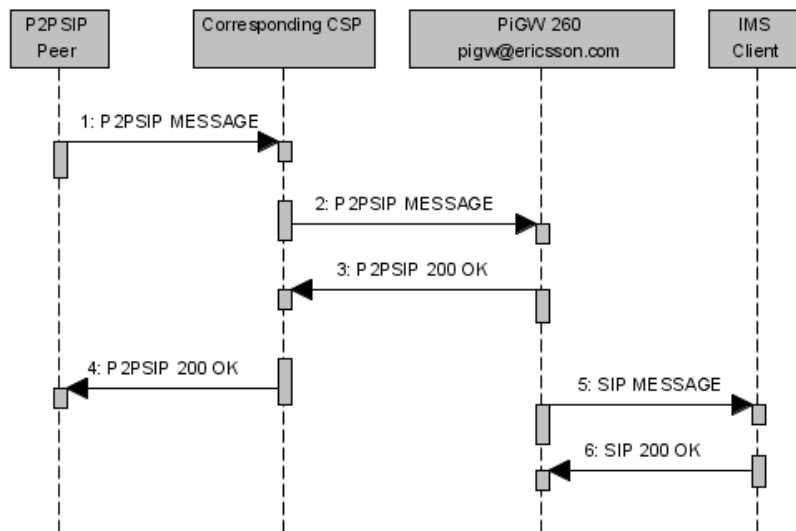 P2PSIP
Peer
Corresponding CSP
PiGW 260
pigw@ericsson.com
IMS
Client
1: P2PSIP MESSAGE
2: P2PSIP MESSAGE
3: P2PSIP 200 OK
4: P2PSIP 200 OK
5: SIP MESSAGE
6: SIP 200 OK